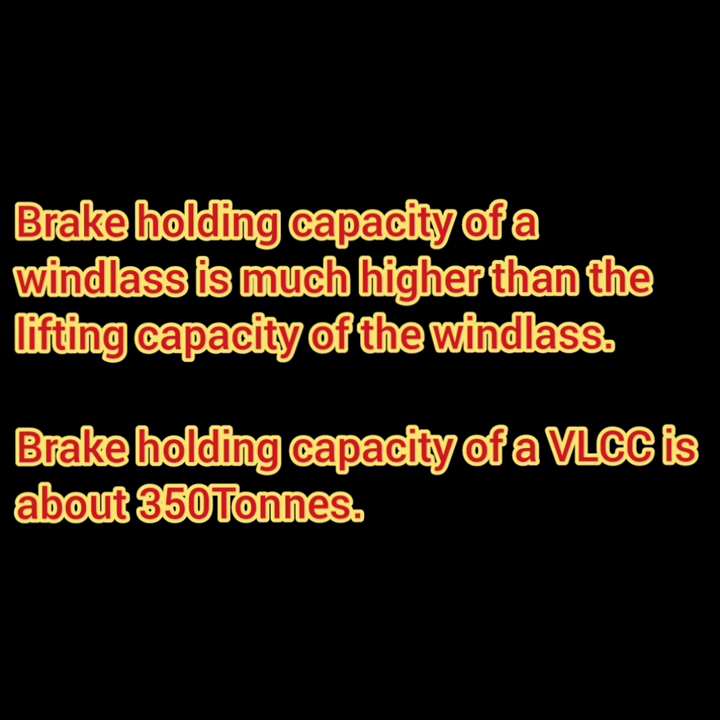 Brake holding capacity of a
windlass is much higher than the
lifting capacity of the windlass.
Brake holding capacity of a VLCC is
about 350Tonnes.